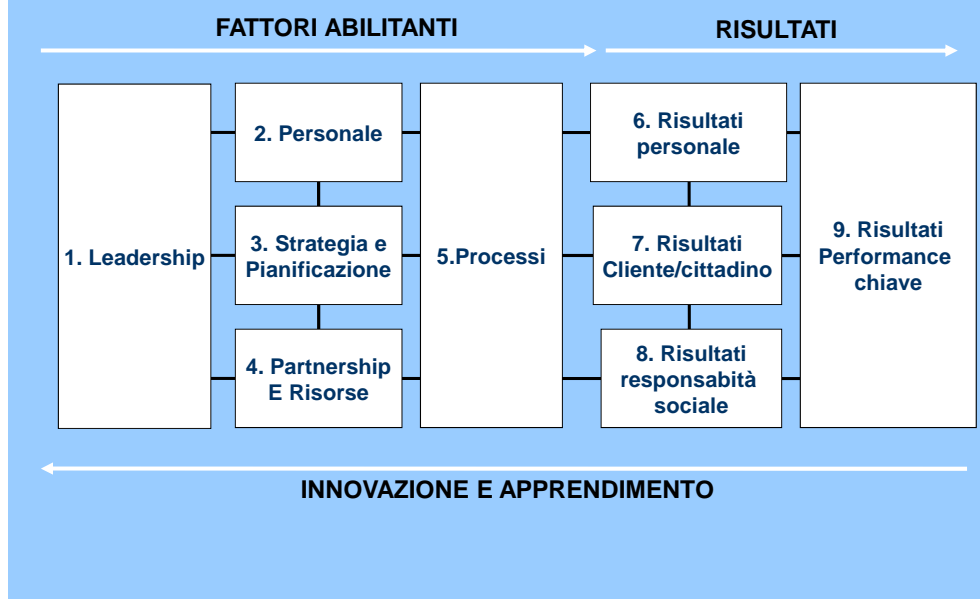 FATTORI ABILITANTI
RISULTATI
1. Leadership
2. Personale
3. Strategia e
Pianificazione
4. Partnership
E Risorse
5.Processi
6. Risultati
personale
7. Risultati
Cliente/cittadino
8. Risultati
responsabità
sociale
9. Risultati
Performance
chiave
INNOVAZIONE E APPRENDIMENTO